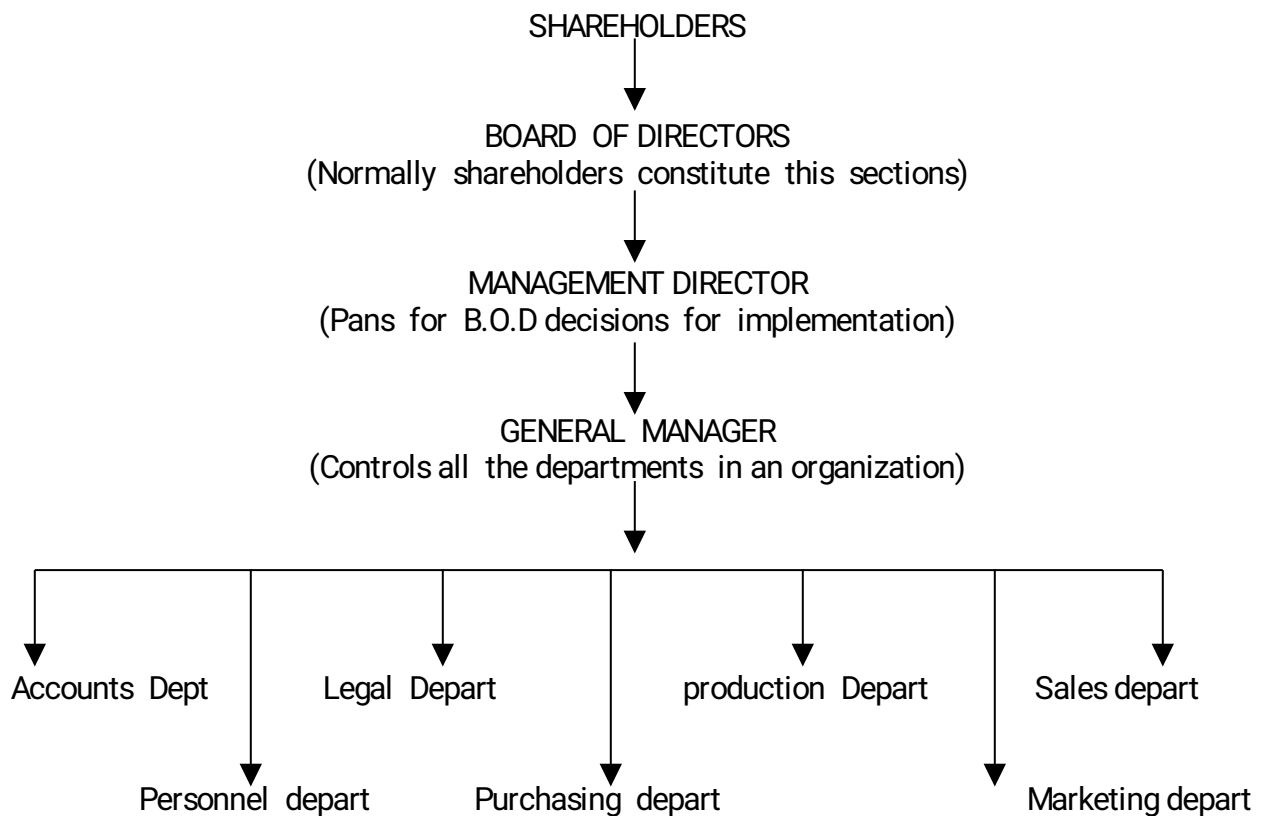 SHAREHOLDERS
BOARD OF DIRECTORS
(Normally shareholders constitute this sections)
MANAGEMENT DIRECTOR
(Pans for B.O.D decisions for implementation)
GENERAL MANAGER
(Controls all the departments in an organization)
Accounts Dept Legal Depart production Depart Sales depart
Personnel depart Purchasing depart Marketing depart